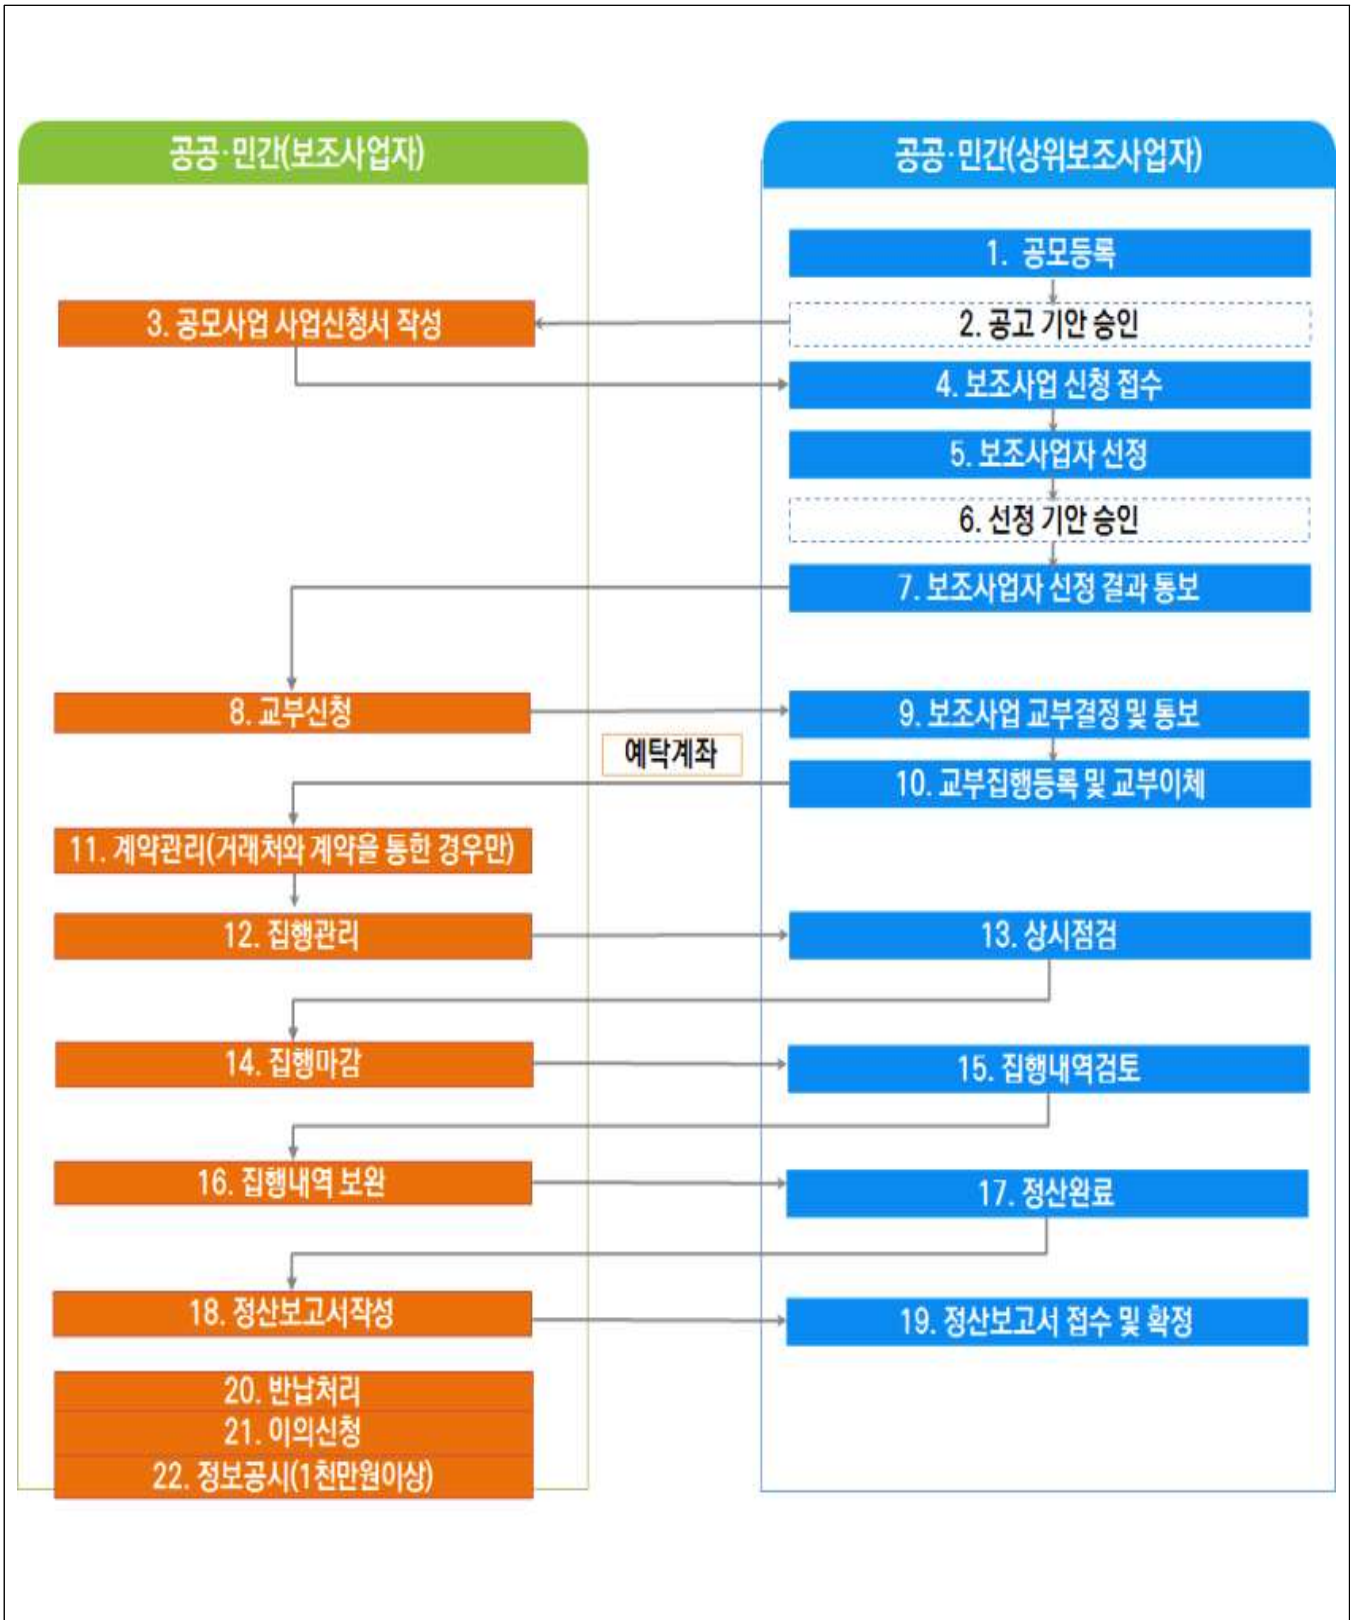 공공·민간(보조사업자)
공공·민간(상위보조사업자)
1. 공모등록
2. 공고 기안 승인
3. 공모사업 사업신청서 작성
4. 보조사업 신청 접수
5. 보조사업자 선정
6. 선정 기안 승인
7. 보조사업자 선정 결과 통보
8. 교부신청
9. 보조사업 교부결정 및 통보
예탁계좌
10. 교부집행등록 및 교부이체
11. 계약관리(거래처와 계약을 통한 경우만)
12. 집행관리
13. 상시점검
14. 집행마감
15. 집행내역검토
16. 집행내역 보완
17. 정산완료
18. 정산보고서작성
19. 정산보고서 접수 및 확정
20. 반납처리
21. 이의신청
22. 정보공시(1천만원이상)